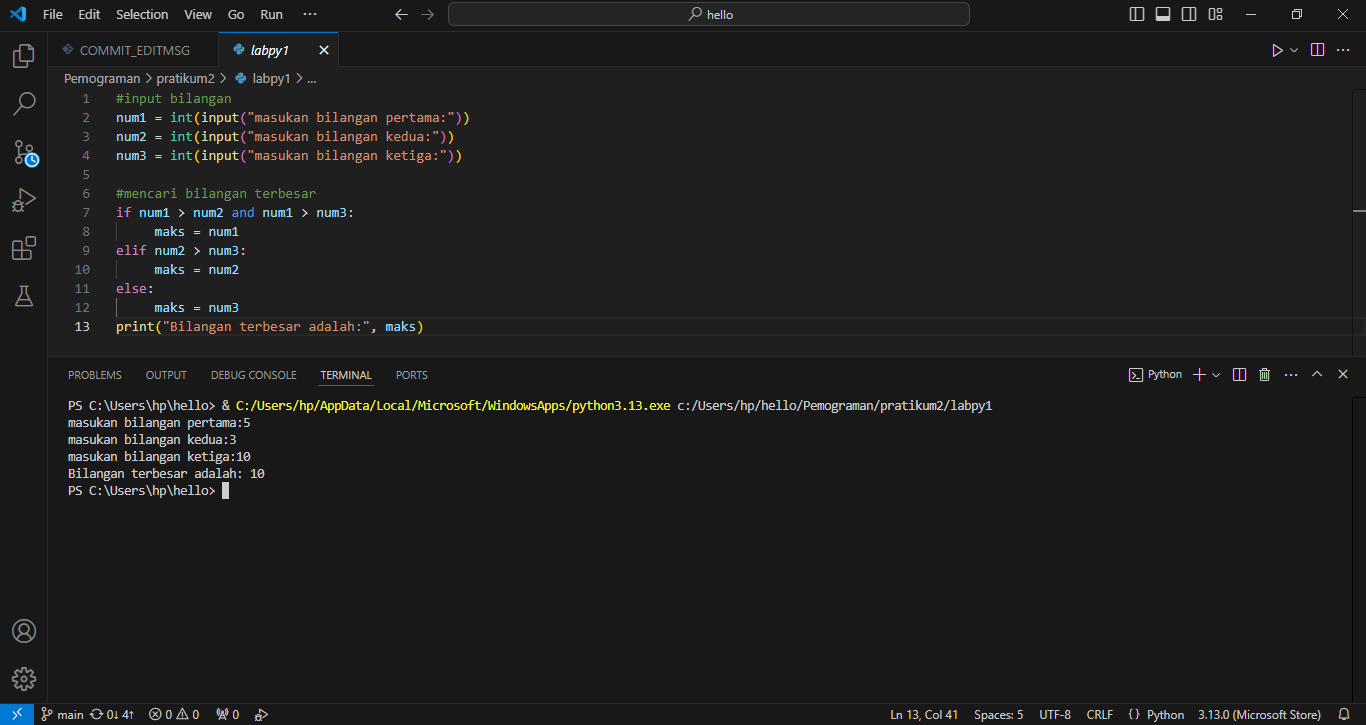 File Edit Selection View Go Run ··· hello
COMMIT_EDITMSG labpy1
Pemograman > pratikum2 > labpy1 > ...
1 #input bilangan
2 num1 = int(input("masukan bilangan pertama:"))
3 num2 = int(input("masukan bilangan kedua:"))
4 num3 = int(input("masukan bilangan ketiga:"))
5
6 #mencari bilangan terbesar
7 if num1 > num2 and num1 > num3:
8 maks = num1
9 elif num2 > num3:
10 maks = num2
11 else:
12 maks = num3
13 print("Bilangan terbesar adalah:", maks)
PROBLEMS OUTPUT DEBUG CONSOLE TERMINAL PORTS Python
PS C:\Users\hp\hello> & C:/Users/hp/AppData/Local/Microsoft/WindowsApps/python3.13.exe c:/Users/hp/hello/Pemograman/pratikum2/labpy1
masukan bilangan pertama:5
masukan bilangan kedua:3
masukan bilangan ketiga:10
Bilangan terbesar adalah: 10
PS C:\Users\hp\hello>
main 0↓ 4↑ 0 0 0 Ln 13, Col 41 Spaces: 5 UTF-8 CRLF {} Python 3.13.0 (Microsoft Store)